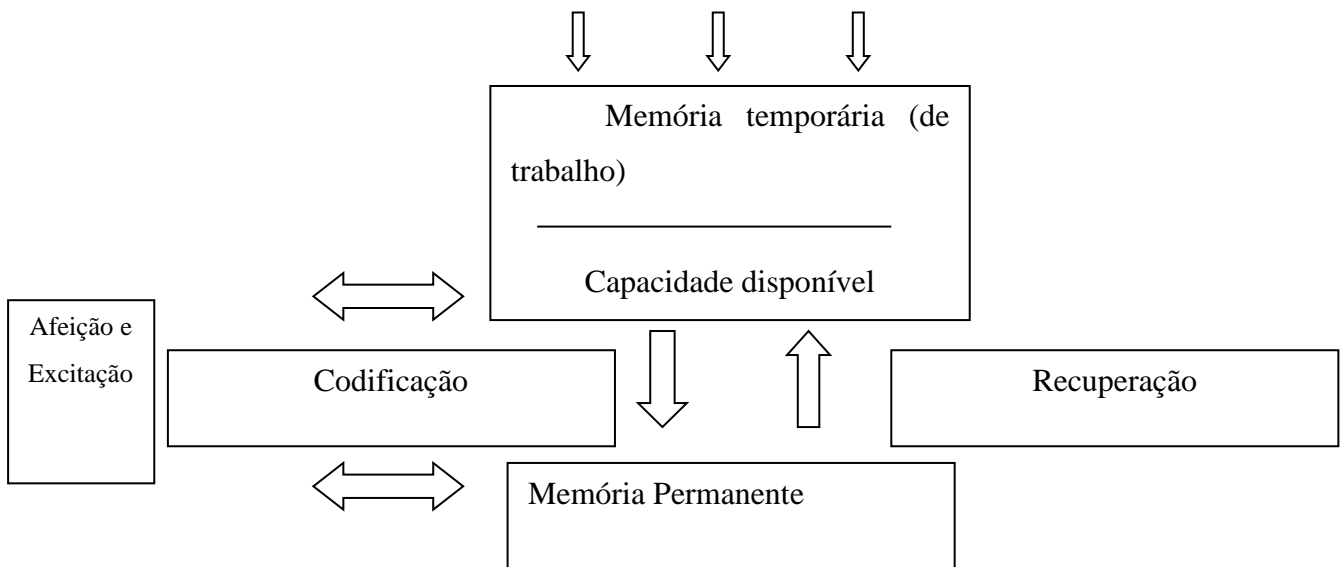 Memória temporária (de
trabalho)
Capacidade disponível
Afeição e
Excitação
Codificação
Recuperação
Memória Permanente